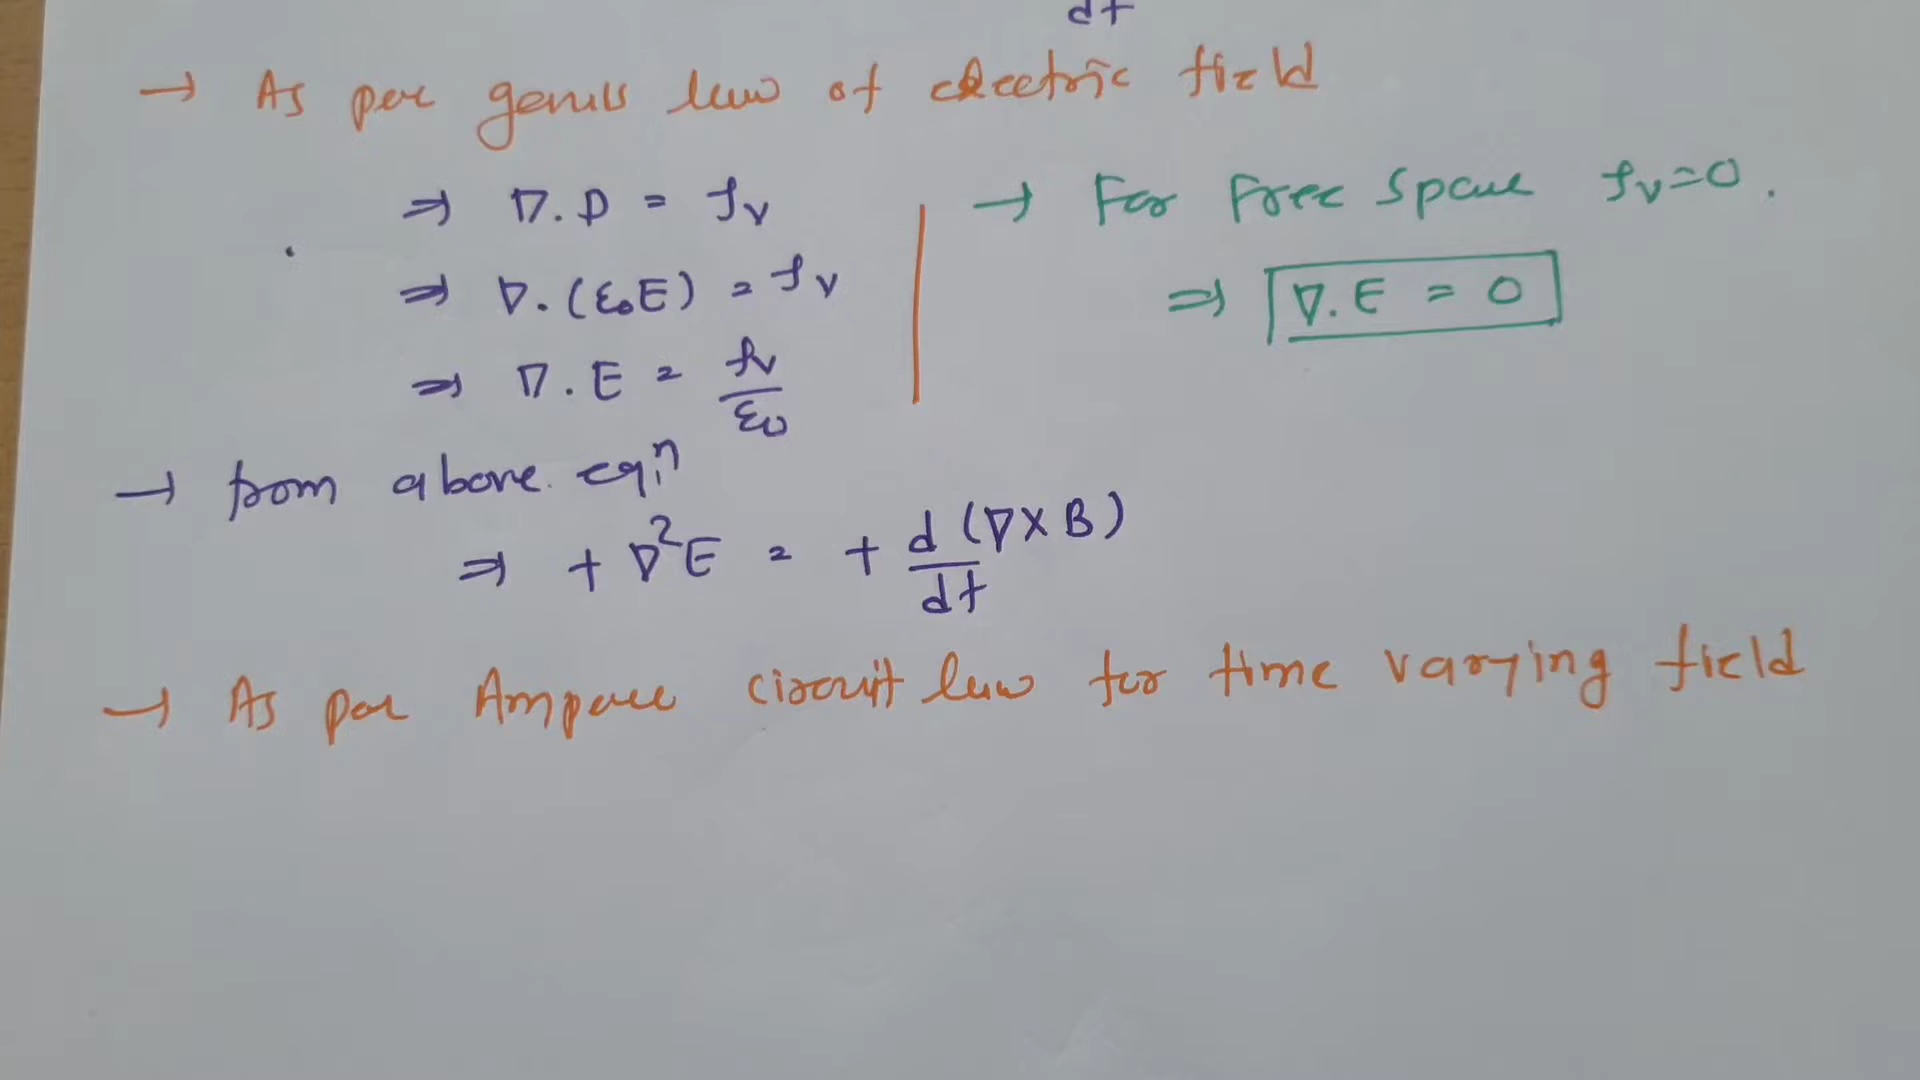 dt
→ As per gauss law of electric field
⇒ ∇. D = ρv
⇒ ∇. (ε₀E) = ρv
⇒ ∇. E = ρv/ε₀
→ For Free space ρv=0.
⇒ ∇. E = 0
→ from above eqⁿ
⇒ + ∇²E = + d/dt (∇ X B)
→ As per Ampere circuit law for time varying field